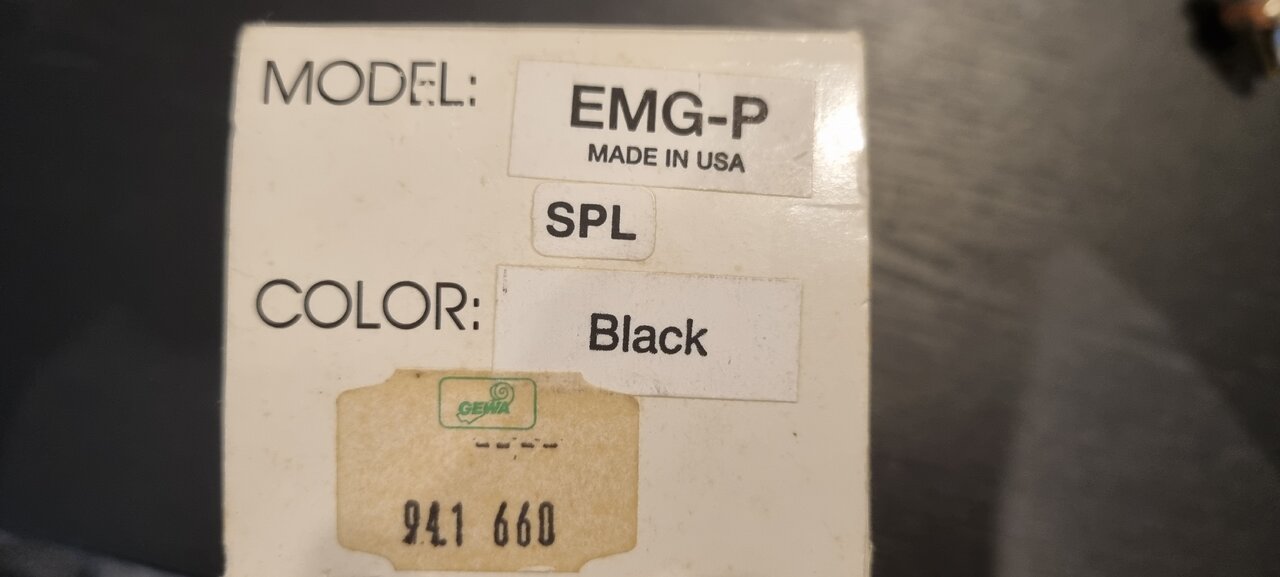 MODEL: EMG-P
MADE IN USA
SPL
COLOR: Black
GEWA
----
941 660